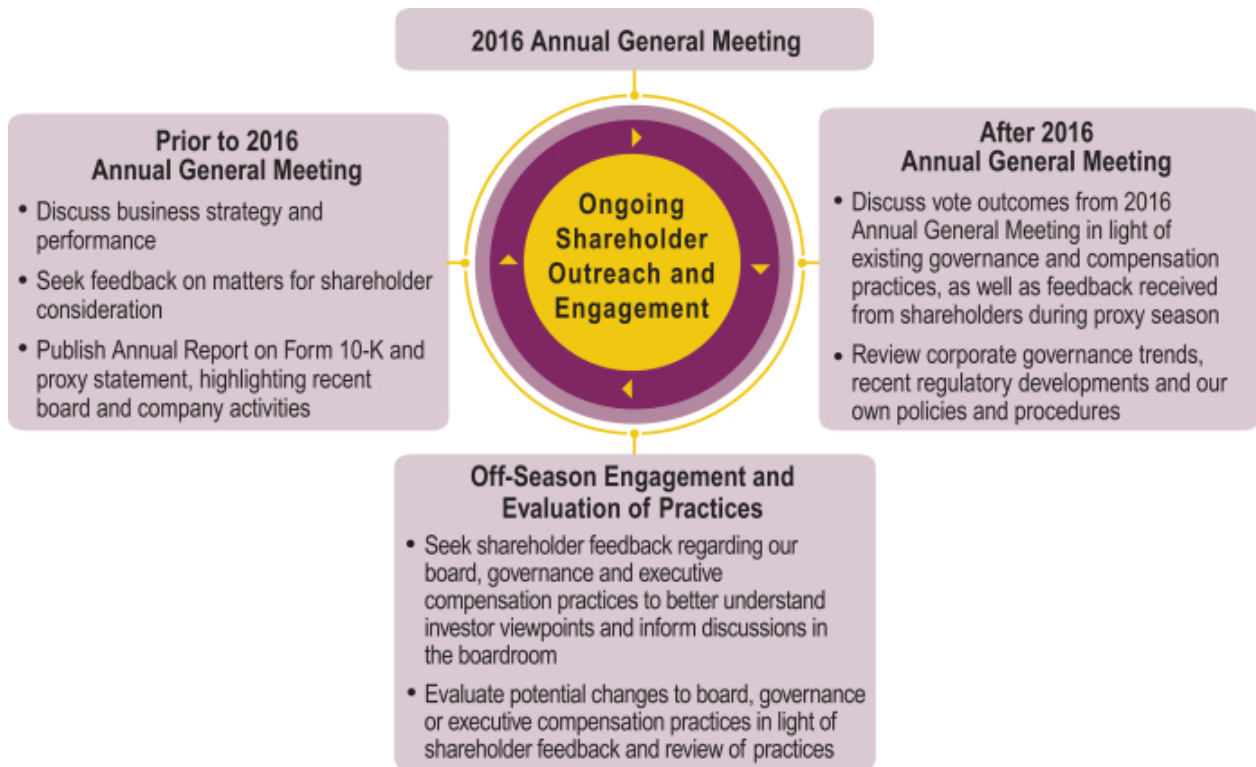 2016 Annual General Meeting
Prior to 2016
Annual General Meeting
• Discuss business strategy and
performance
• Seek feedback on matters for shareholder
consideration
• Publish Annual Report on Form 10-K and
proxy statement, highlighting recent
board and company activities
Ongoing
Shareholder
Outreach and
Engagement
After 2016
Annual General Meeting
• Discuss vote outcomes from 2016
Annual General Meeting in light of
existing governance and compensation
practices, as well as feedback received
from shareholders during proxy season
• Review corporate governance trends,
recent regulatory developments and our
own policies and procedures
Off-Season Engagement and
Evaluation of Practices
• Seek shareholder feedback regarding our
board, governance and executive
compensation practices to better understand
investor viewpoints and inform discussions in
the boardroom
• Evaluate potential changes to board, governance
or executive compensation practices in light of
shareholder feedback and review of practices